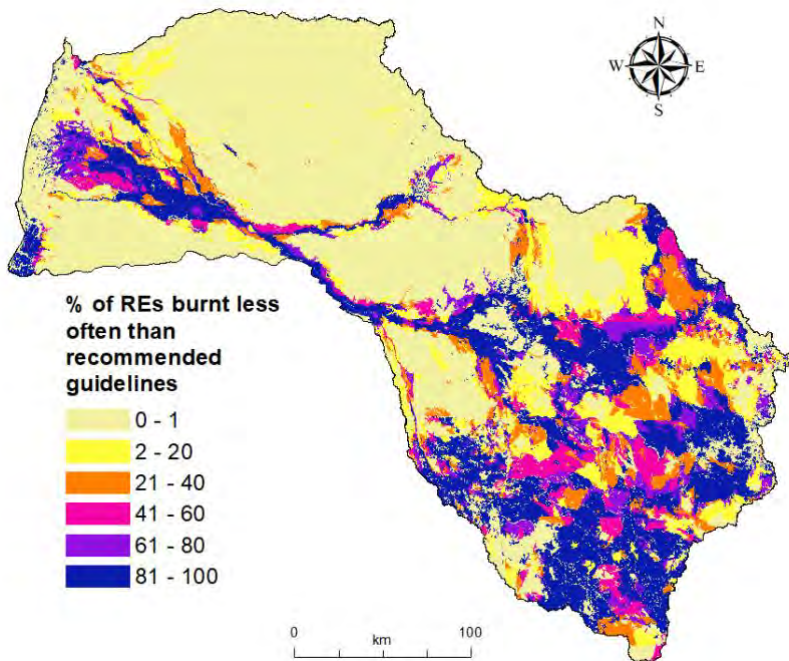 N
W E
S
% of REs burnt less
often than
recommended
guidelines
0 - 1
2 - 20
21 - 40
41 - 60
61 - 80
81 - 100
0 km 100